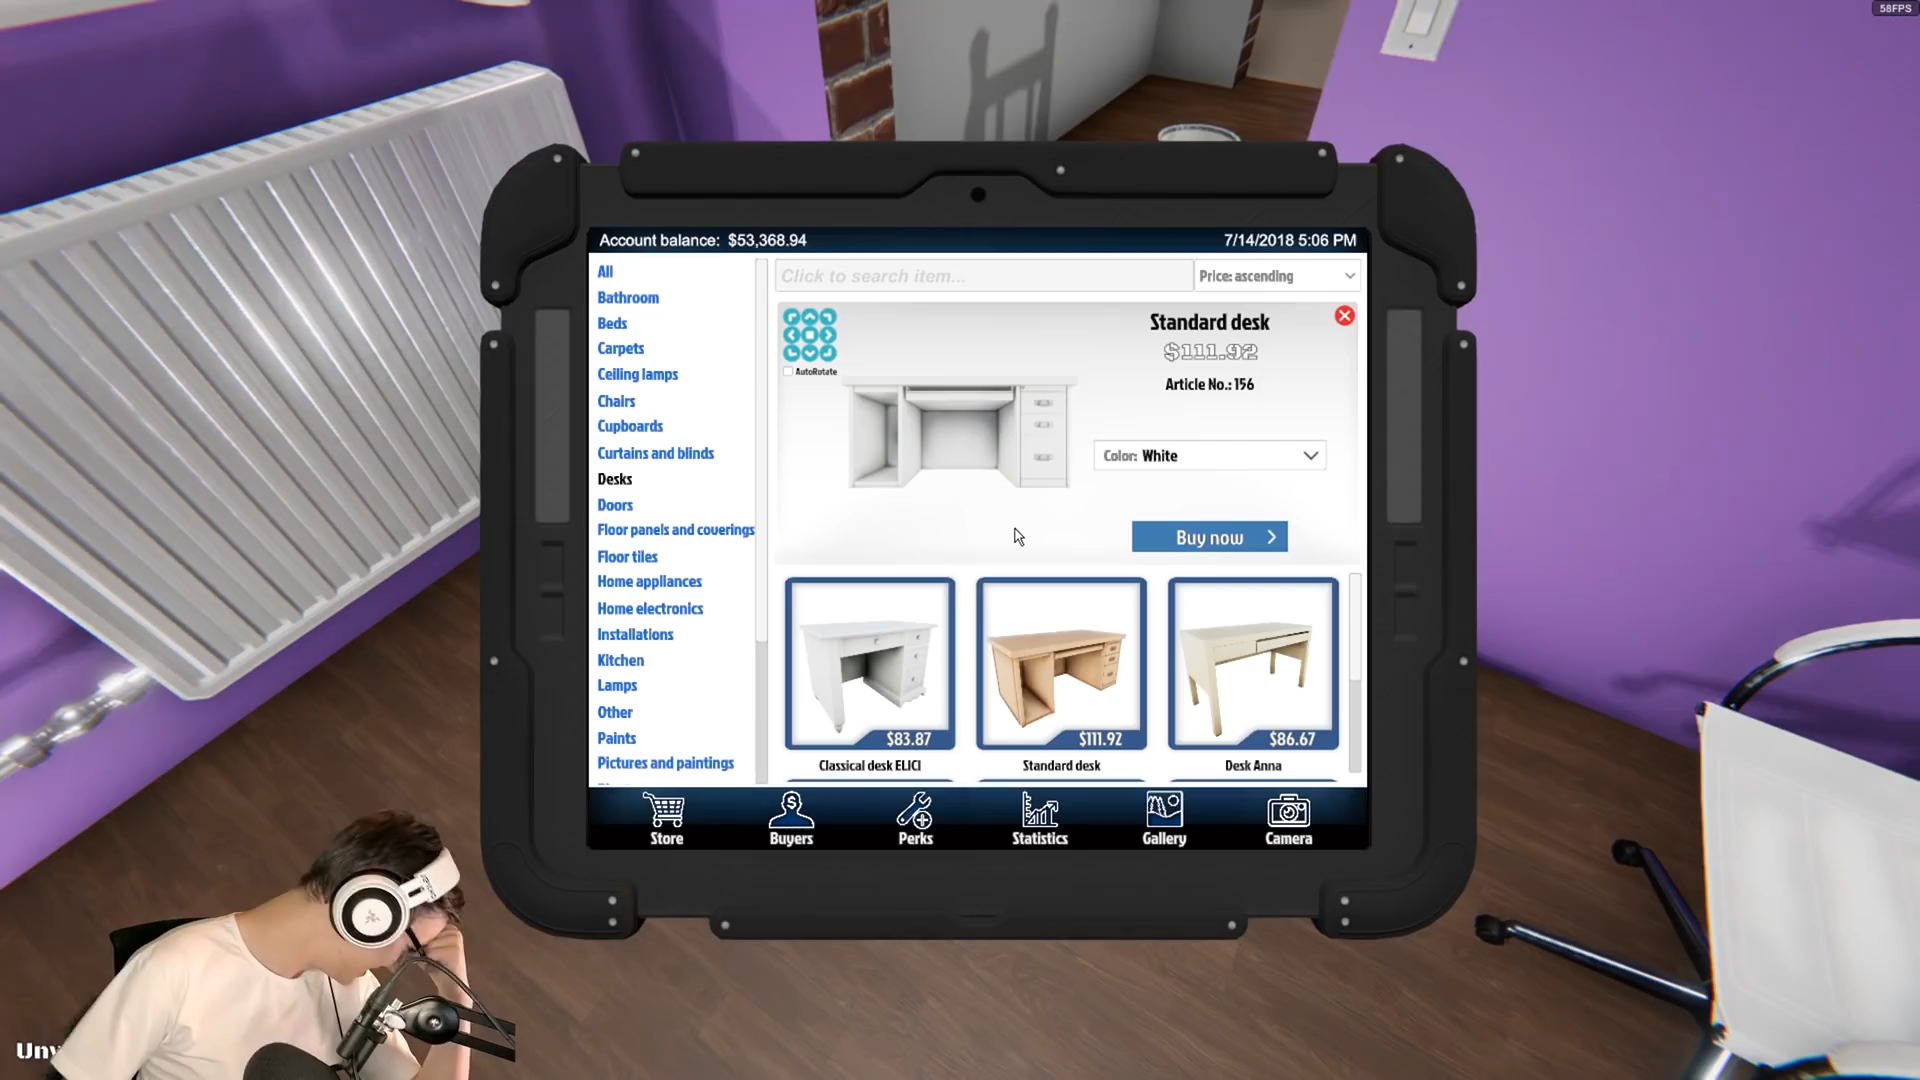 58FPS
Account balance: $53,368.94
7/14/2018 5:06 PM
All
Bathroom
Beds
Carpets
Ceiling lamps
Chairs
Cupboards
Curtains and blinds
Desks
Doors
Floor panels and coverings
Floor tiles
Home appliances
Home electronics
Installations
Kitchen
Lamps
Other
Paints
Pictures and paintings
Click to search item...
Price: ascending
AutoRotate
Standard desk
$111.92
Article No.: 156
Color: White
Buy now
$83.87
Classical desk ELICI
$111.92
Standard desk
$86.67
Desk Anna
Store
Buyers
Perks
Statistics
Gallery
Camera